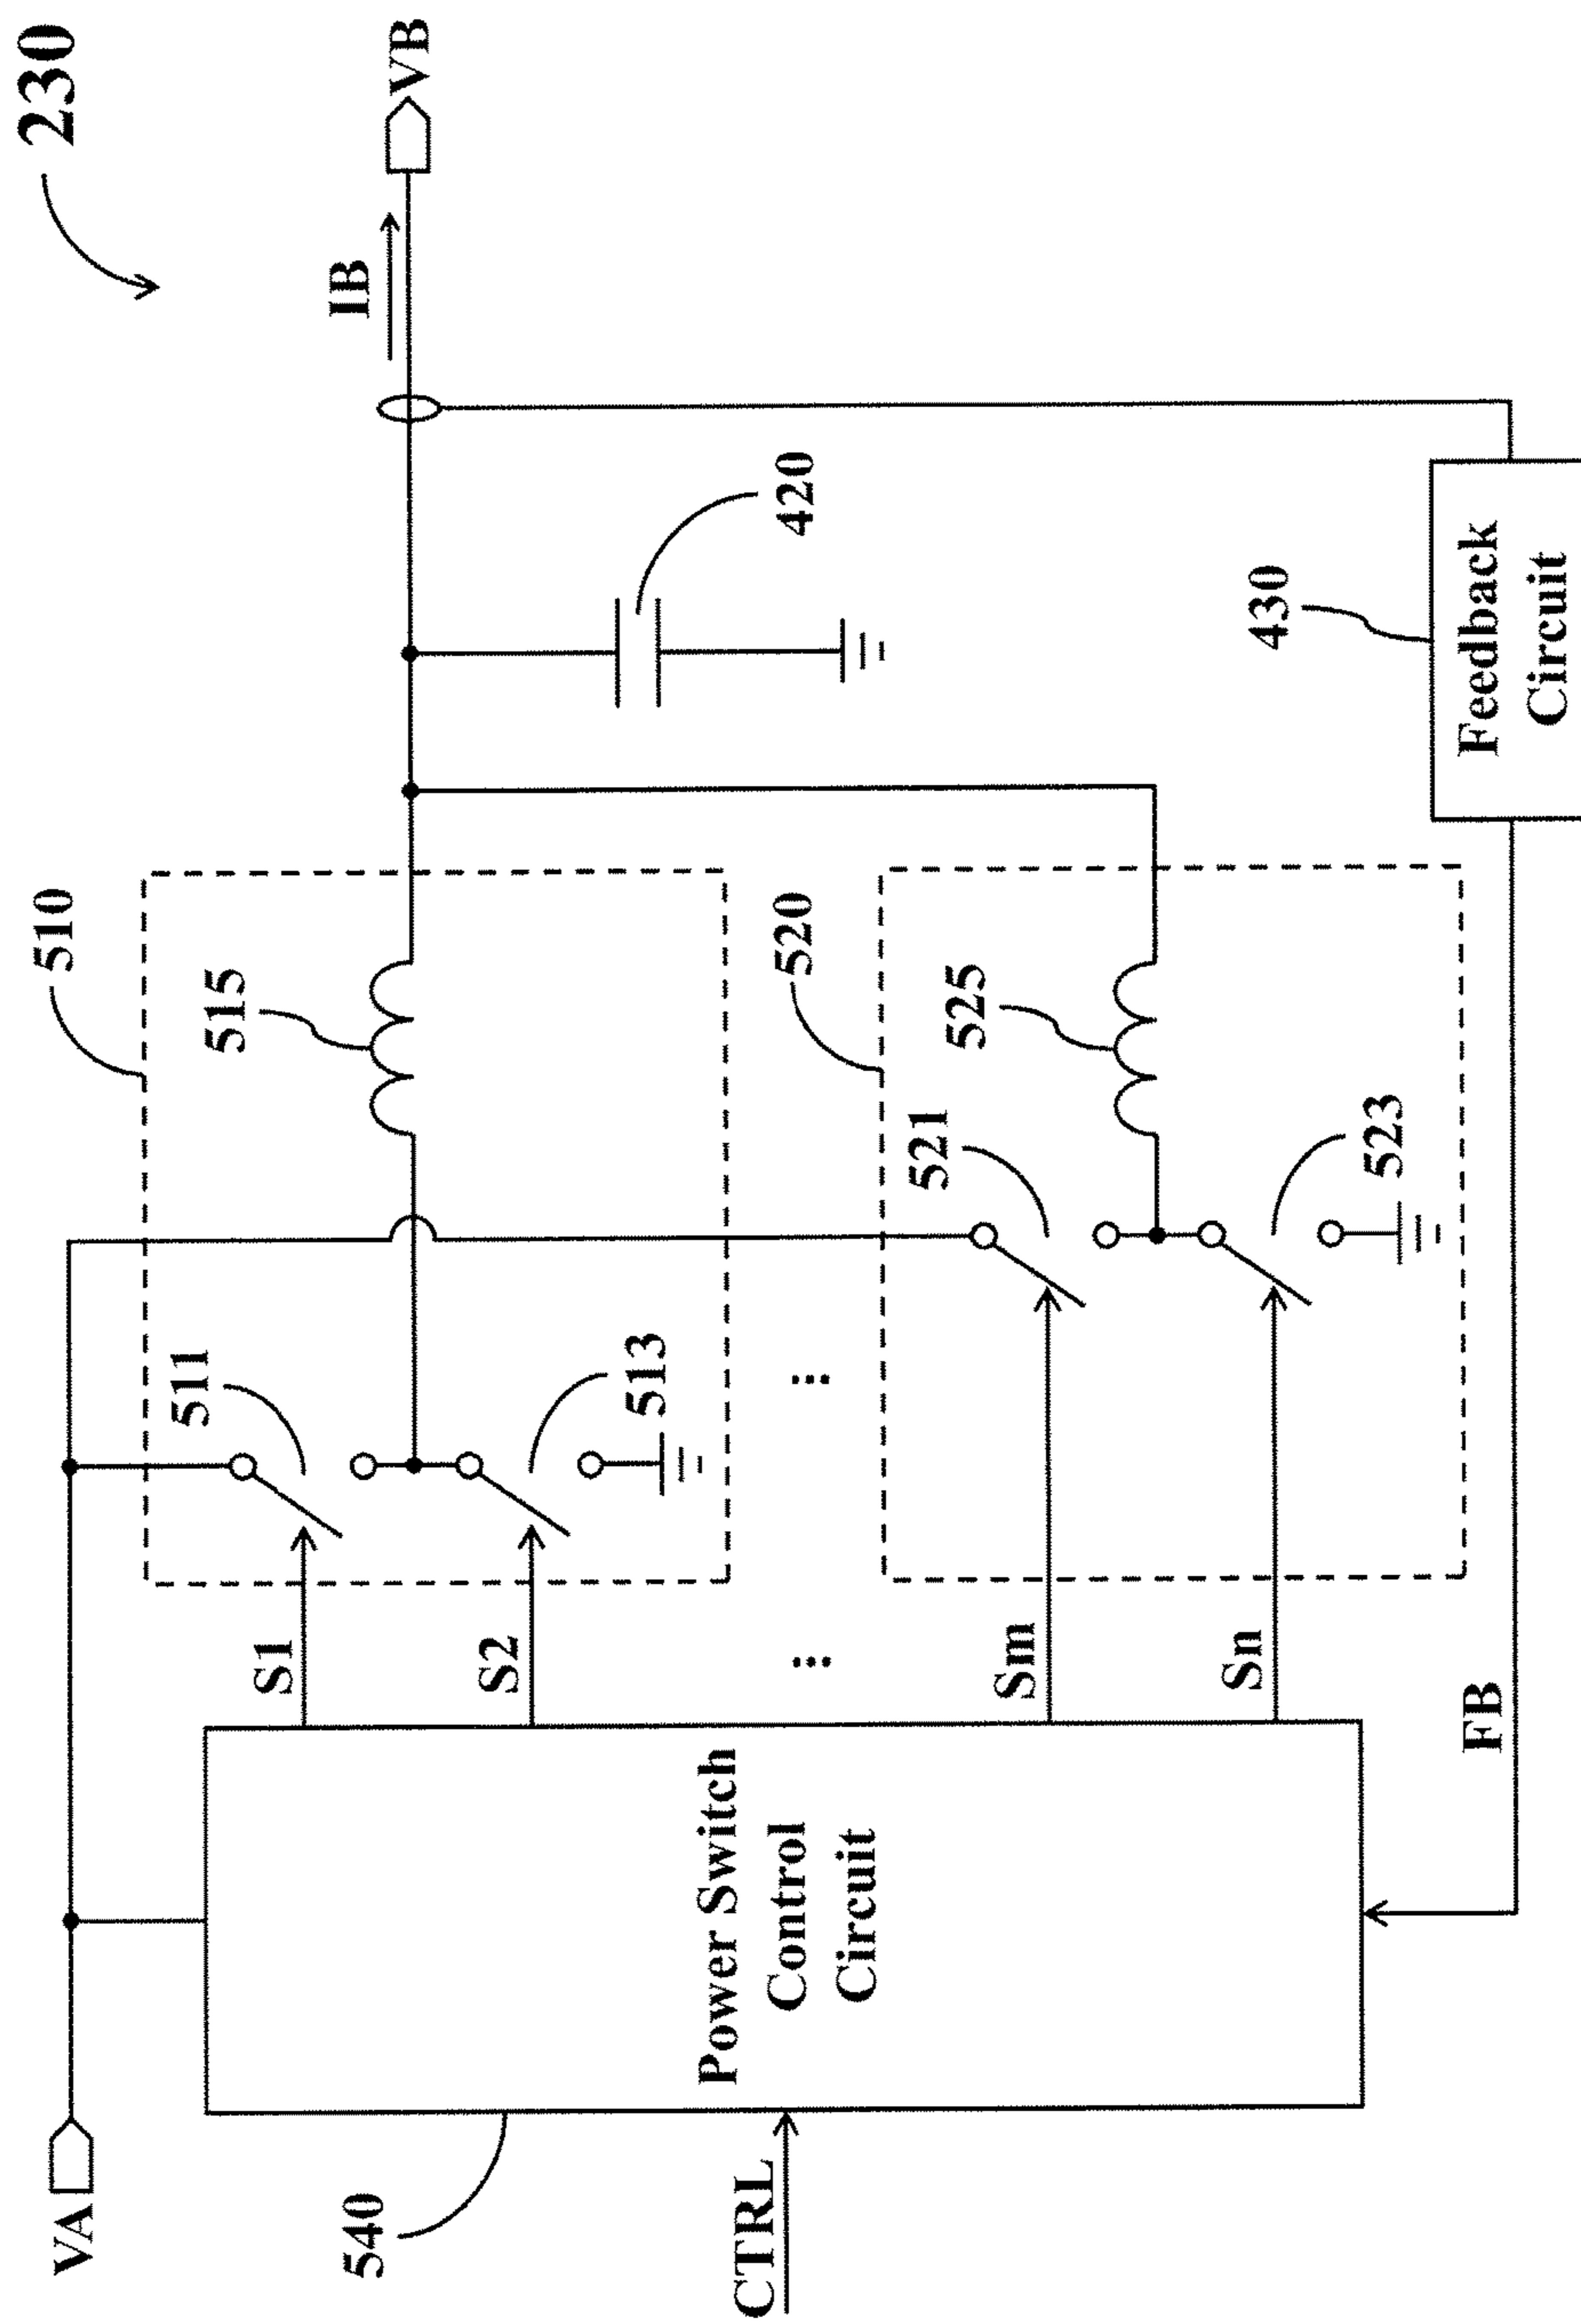 230
VA
VB
IB
510
511
515
S1
513
S2
420
...
...
520
521
525
Sm
523
Sn
540
Power Switch
Control
Circuit
CTRL
430
Feedback
Circuit
FB